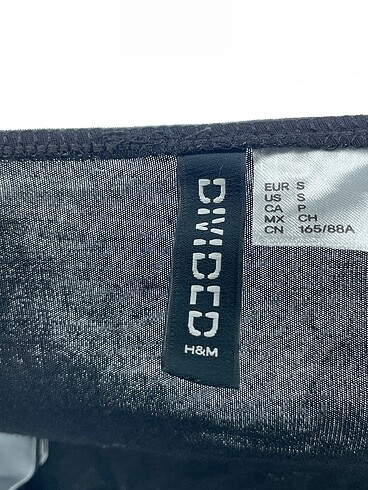 DIVIDED
H&M
EUR S
US S
CA P
MX CH
CN 165/88A